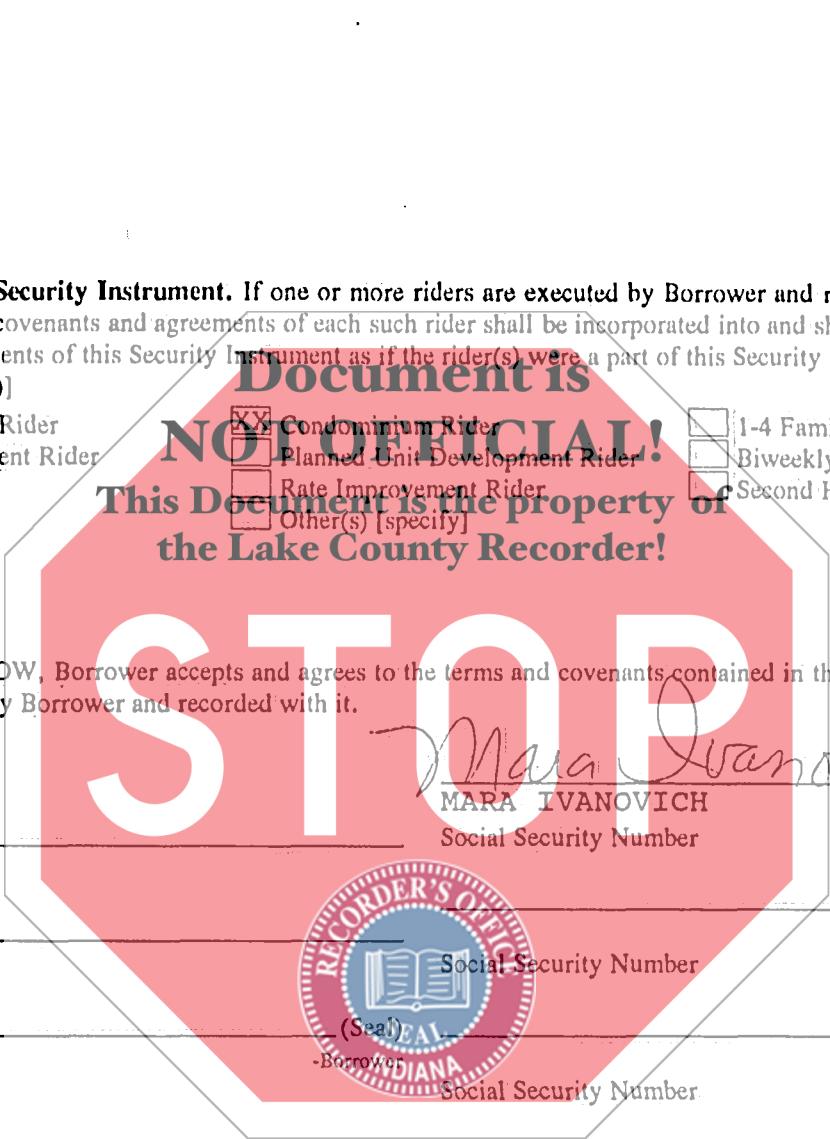 Security Instrument. If one or more riders are executed by Borrower and r
covenants and agreements of each such rider shall be incorporated into and sh
ents of this Security Instrument as if the rider(s) were a part of this Security
)]
Document is
Rider XX Condominium Rider 1-4 Fam
NOT OFFICIAL!
ent Rider Planned Unit Development Rider Biweekly
Rate Improvement Rider Second H
This Document is the property of
Other(s) [specify]
the Lake County Recorder!
STOP
OW, Borrower accepts and agrees to the terms and covenants contained in th
y Borrower and recorded with it.
Mara Ivano
MARA IVANOVICH
Social Security Number
RECORDER'S OFFICE
Social Security Number
(Seal)
SEAL
-Borrower
INDIANA
Social Security Number